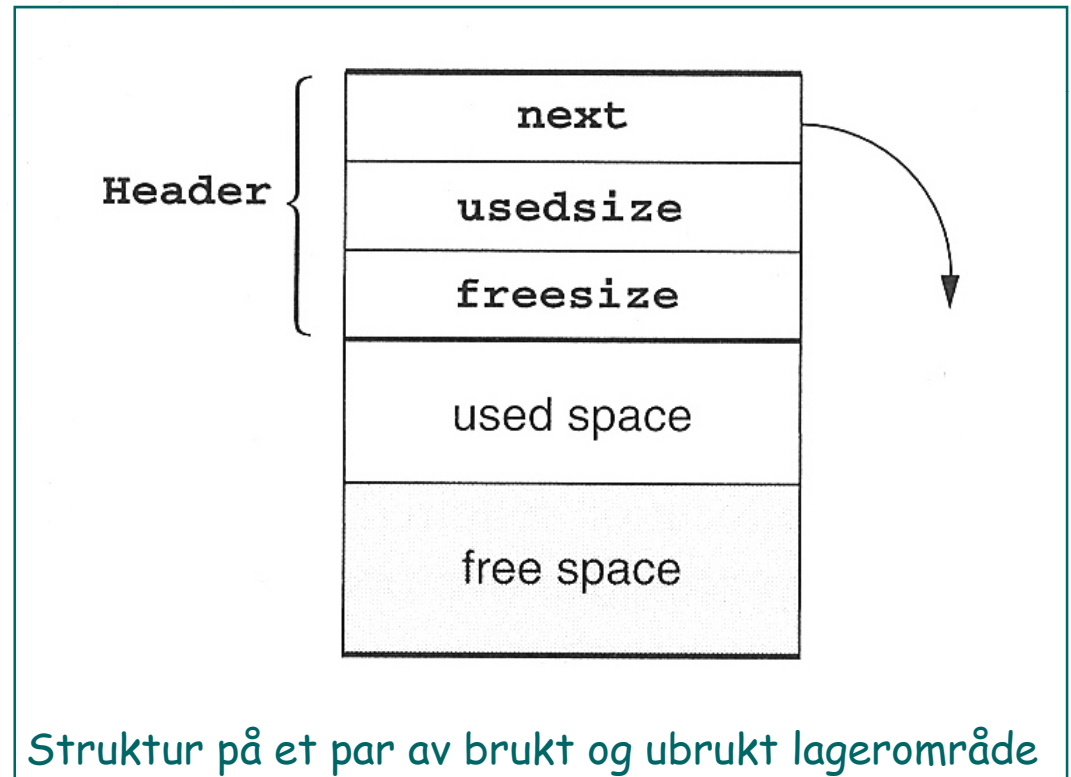 next
Header
usedsize
freesize
used space
free space
Struktur på et par av brukt og ubrukt lagerområde